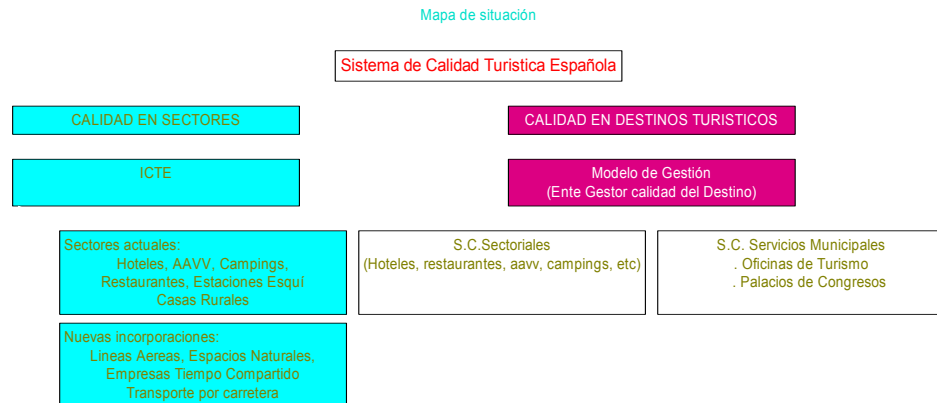 Mapa de situación
Sistema de Calidad Turistica Española
CALIDAD EN SECTORES
CALIDAD EN DESTINOS TURISTICOS
ICTE
Modelo de Gestión
(Ente Gestor calidad del Destino)
Sectores actuales:
Hoteles, AAVV, Campings,
Restaurantes, Estaciones Esquí
Casas Rurales
S.C.Sectoriales
(Hoteles, restaurantes, aavv, campings, etc)
S.C. Servicios Municipales
. Oficinas de Turismo
. Palacios de Congresos
Nuevas incorporaciones:
Lineas Aereas, Espacios Naturales,
Empresas Tiempo Compartido
Transporte por carretera